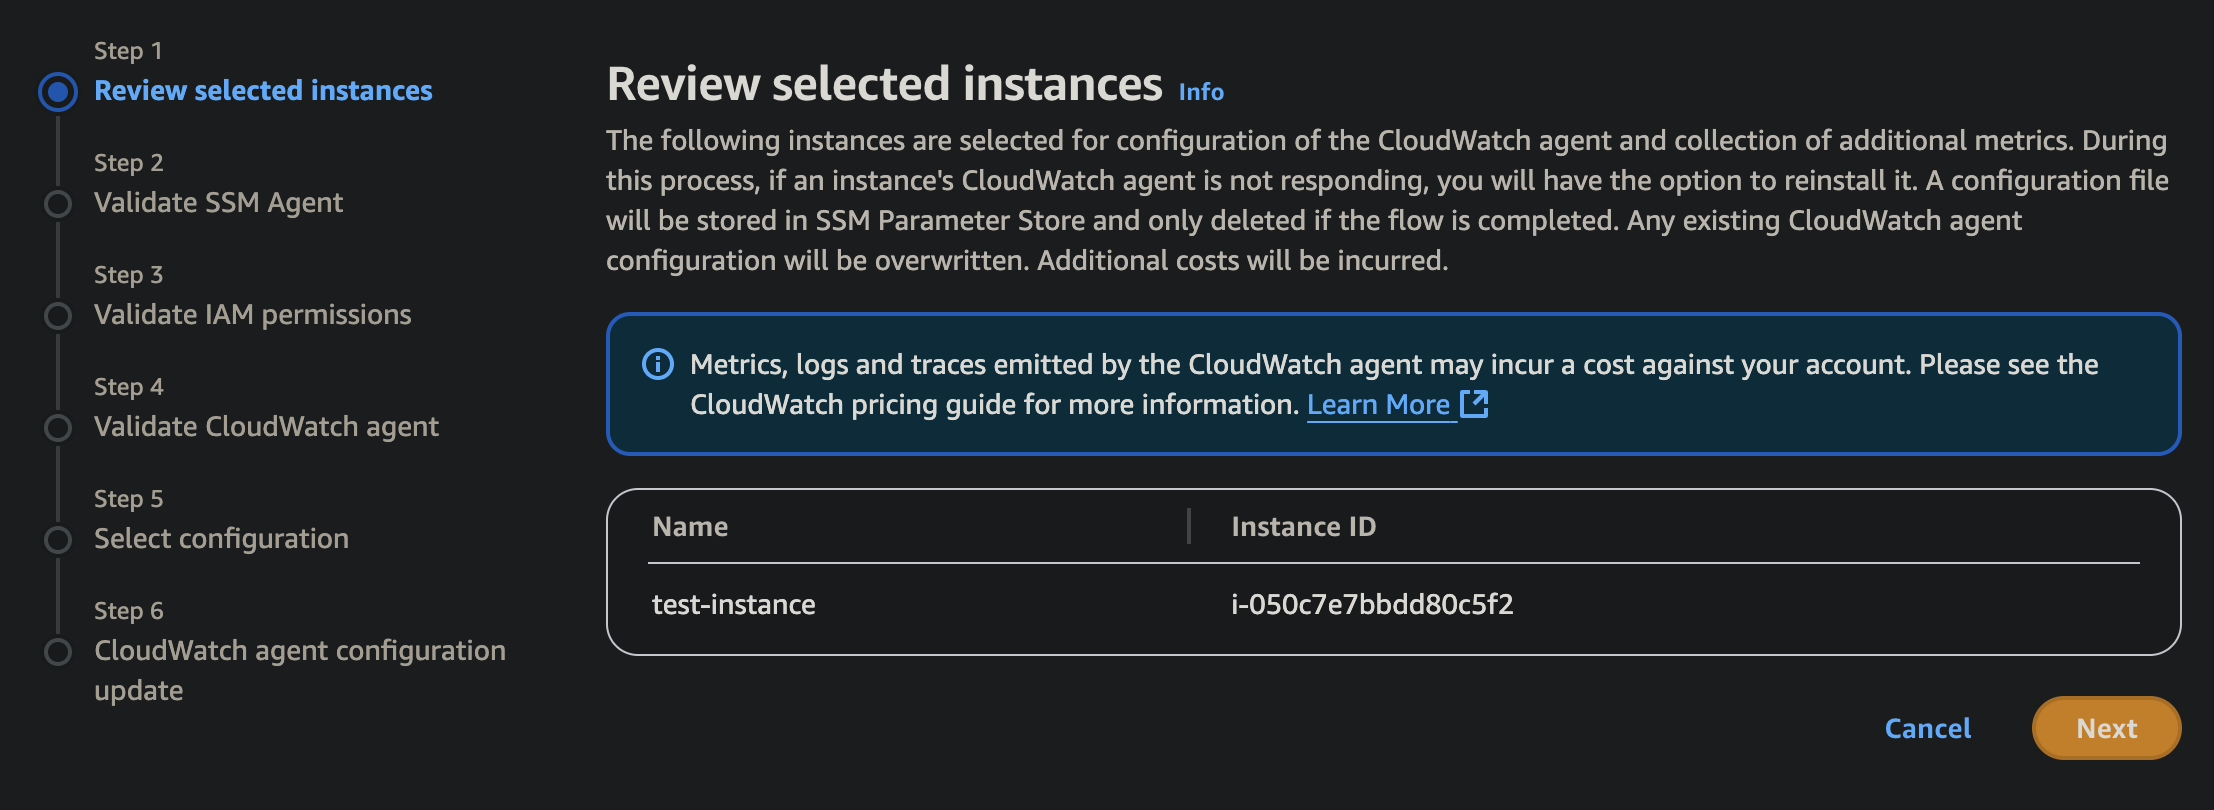 Step 1
Review selected instances
Step 2
Validate SSM Agent
Step 3
Validate IAM permissions
Step 4
Validate CloudWatch agent
Step 5
Select configuration
Step 6
CloudWatch agent configuration
update
Review selected instances Info
The following instances are selected for configuration of the CloudWatch agent and collection of additional metrics. During
this process, if an instance's CloudWatch agent is not responding, you will have the option to reinstall it. A configuration file
will be stored in SSM Parameter Store and only deleted if the flow is completed. Any existing CloudWatch agent
configuration will be overwritten. Additional costs will be incurred.
Metrics, logs and traces emitted by the CloudWatch agent may incur a cost against your account. Please see the
CloudWatch pricing guide for more information. Learn More
Name Instance ID
test-instance i-050c7e7bbdd80c5f2
Cancel Next